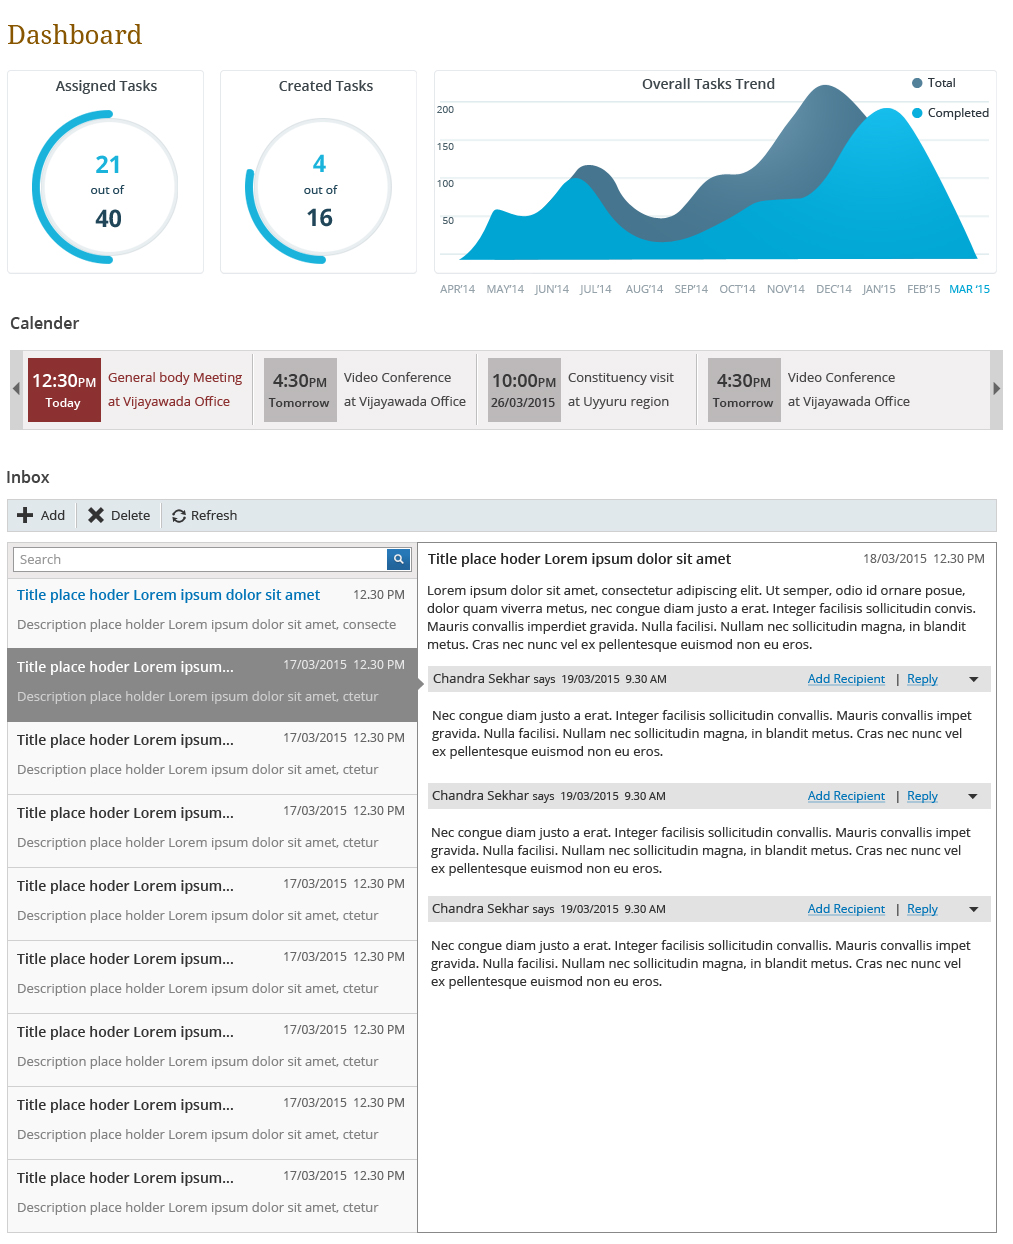 Dashboard
Assigned Tasks
21
out of
40
Created Tasks
4
out of
16
Overall Tasks Trend
Total
Completed
200
150
100
50
APR'14 MAY'14 JUN'14 JUL'14 AUG'14 SEP'14 OCT'14 NOV'14 DEC'14 JAN'15 FEB'15 MAR '15
Calender
12:30PM
Today
General body Meeting
at Vijayawada Office
4:30PM
Tomorrow
Video Conference
at Vijayawada Office
10:00PM
26/03/2015
Constituency visit
at Uyyuru region
4:30PM
Tomorrow
Video Conference
at Vijayawada Office
Inbox
Add Delete Refresh
Search
Title place hoder Lorem ipsum dolor sit amet 12.30 PM
Description place holder Lorem ipsum dolor sit amet, consecte
Title place hoder Lorem ipsum... 17/03/2015 12.30 PM
Description place holder Lorem ipsum dolor sit amet, ctetur
Title place hoder Lorem ipsum... 17/03/2015 12.30 PM
Description place holder Lorem ipsum dolor sit amet, ctetur
Title place hoder Lorem ipsum... 17/03/2015 12.30 PM
Description place holder Lorem ipsum dolor sit amet, ctetur
Title place hoder Lorem ipsum... 17/03/2015 12.30 PM
Description place holder Lorem ipsum dolor sit amet, ctetur
Title place hoder Lorem ipsum... 17/03/2015 12.30 PM
Description place holder Lorem ipsum dolor sit amet, ctetur
Title place hoder Lorem ipsum... 17/03/2015 12.30 PM
Description place holder Lorem ipsum dolor sit amet, ctetur
Title place hoder Lorem ipsum... 17/03/2015 12.30 PM
Description place holder Lorem ipsum dolor sit amet, ctetur
Title place hoder Lorem ipsum... 17/03/2015 12.30 PM
Description place holder Lorem ipsum dolor sit amet, ctetur
Title place hoder Lorem ipsum dolor sit amet 18/03/2015 12.30 PM
Lorem ipsum dolor sit amet, consectetur adipiscing elit. Ut semper, odio id ornare posue,
dolor quam viverra metus, nec congue diam justo a erat. Integer facilisis sollicitudin convis.
Mauris convallis imperdiet gravida. Nulla facilisi. Nullam nec sollicitudin magna, in blandit
metus. Cras nec nunc vel ex pellentesque euismod non eu eros.
Chandra Sekhar says 19/03/2015 9.30 AM Add Recipient | Reply
Nec congue diam justo a erat. Integer facilisis sollicitudin convallis. Mauris convallis impet
gravida. Nulla facilisi. Nullam nec sollicitudin magna, in blandit metus. Cras nec nunc vel
ex pellentesque euismod non eu eros.
Chandra Sekhar says 19/03/2015 9.30 AM Add Recipient | Reply
Nec congue diam justo a erat. Integer facilisis sollicitudin convallis. Mauris convallis impet
gravida. Nulla facilisi. Nullam nec sollicitudin magna, in blandit metus. Cras nec nunc vel
ex pellentesque euismod non eu eros.
Chandra Sekhar says 19/03/2015 9.30 AM Add Recipient | Reply
Nec congue diam justo a erat. Integer facilisis sollicitudin convallis. Mauris convallis impet
gravida. Nulla facilisi. Nullam nec sollicitudin magna, in blandit metus. Cras nec nunc vel
ex pellentesque euismod non eu eros.